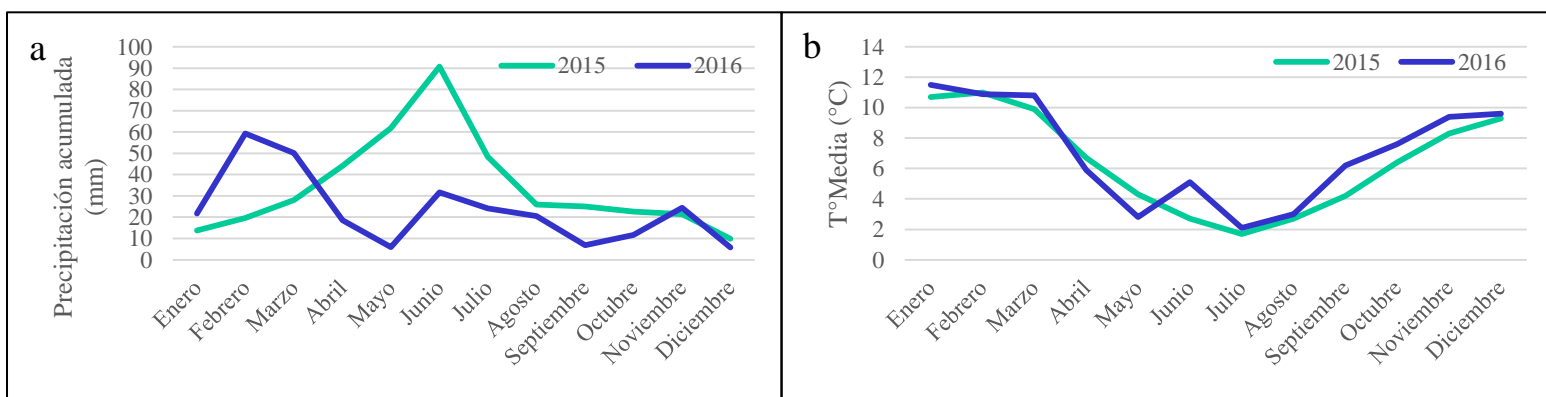 a
Precipitación acumulada
(mm)
100
90
80
70
60
50
40
30
20
10
0
2015
2016
Enero
Febrero
Marzo
Abril
Mayo
Junio
Julio
Agosto
Septiembre
Octubre
Noviembre
Diciembre
b
T°Media (°C)
14
12
10
8
6
4
2
0
2015
2016
Enero
Febrero
Marzo
Abril
Mayo
Junio
Julio
Agosto
Septiembre
Octubre
Noviembre
Diciembre